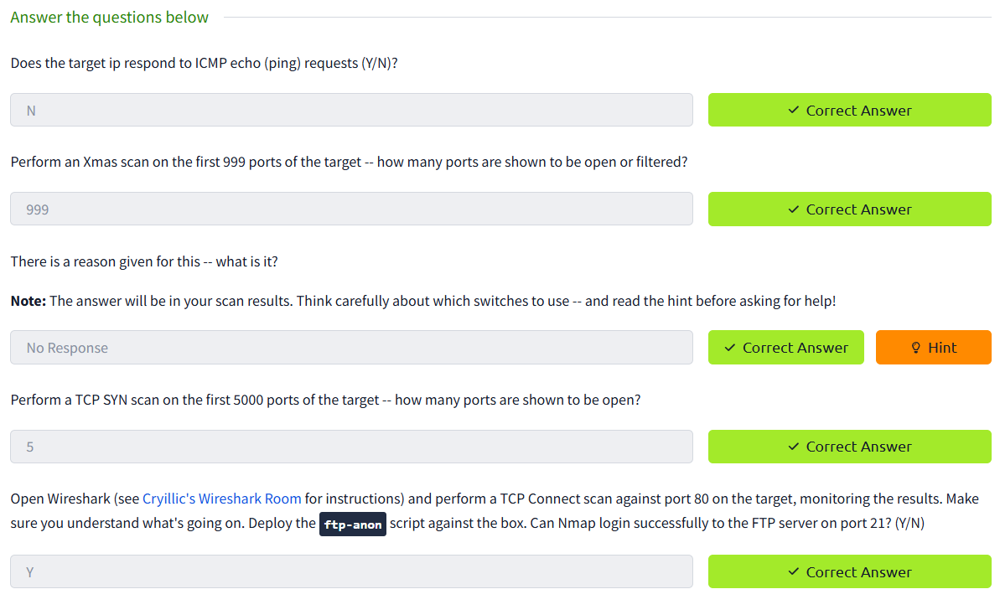 Answer the questions below
Does the target ip respond to ICMP echo (ping) requests (Y/N)?
N
Correct Answer
Perform an Xmas scan on the first 999 ports of the target -- how many ports are shown to be open or filtered?
999
Correct Answer
There is a reason given for this -- what is it?
Note: The answer will be in your scan results. Think carefully about which switches to use -- and read the hint before asking for help!
No Response
Correct Answer
Hint
Perform a TCP SYN scan on the first 5000 ports of the target -- how many ports are shown to be open?
5
Correct Answer
Open Wireshark (see Cryillic's Wireshark Room for instructions) and perform a TCP Connect scan against port 80 on the target, monitoring the results. Make
sure you understand what's going on. Deploy the ftp-anon script against the box. Can Nmap login successfully to the FTP server on port 21? (Y/N)
Y
Correct Answer